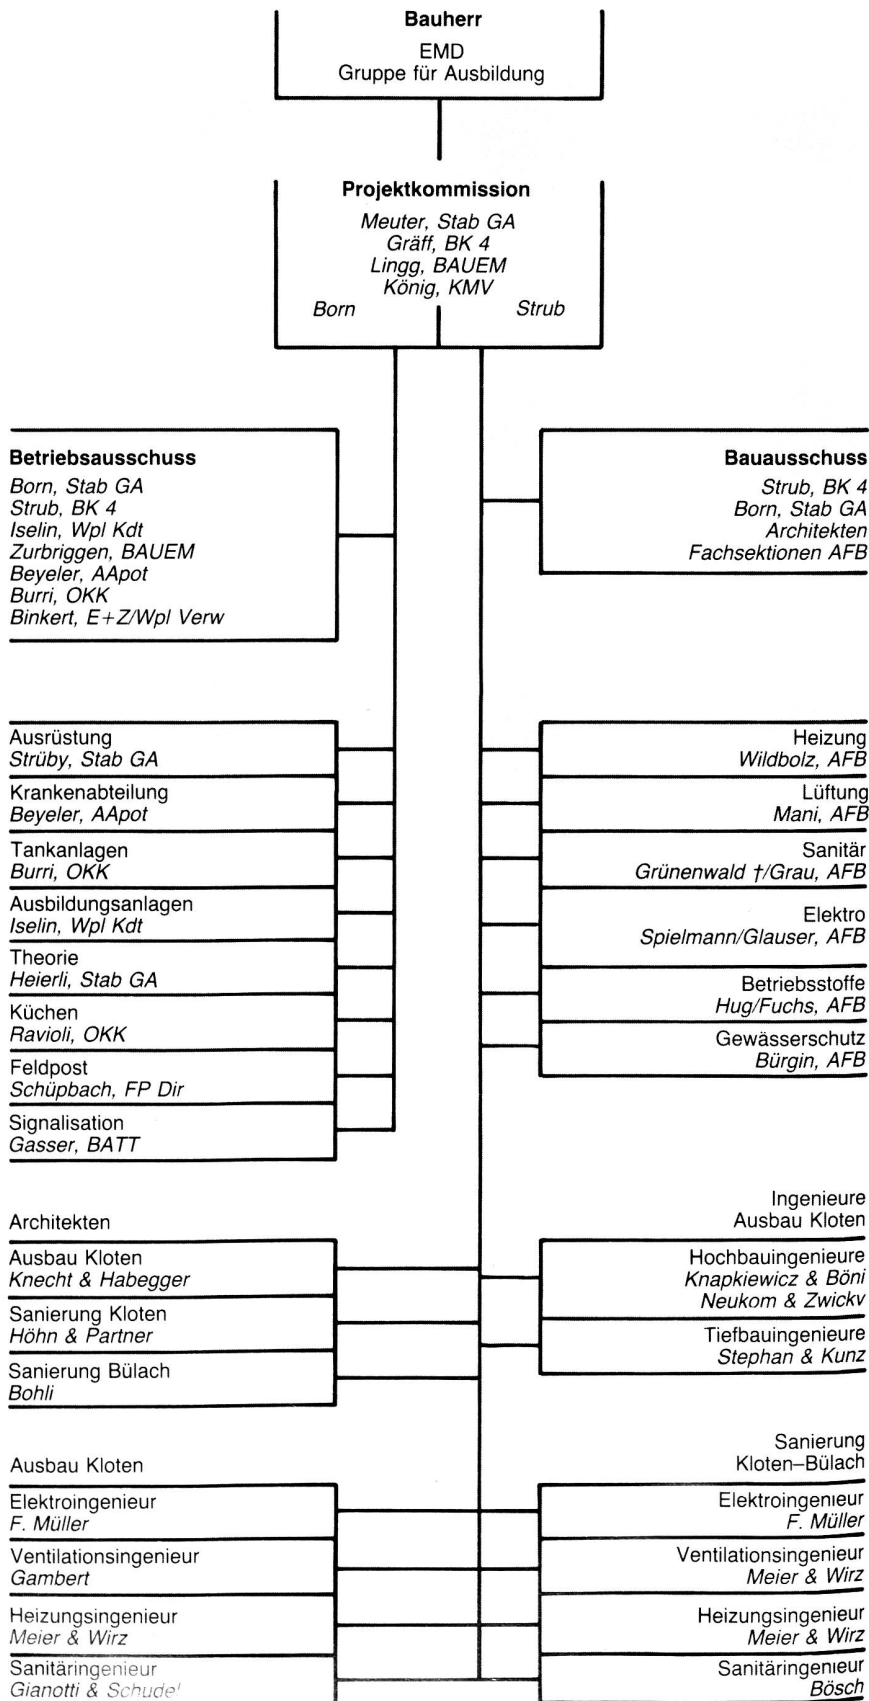 Bauherr
EMD
Gruppe für Ausbildung
Projektkommission
Meuter, Stab GA
Gräff, BK 4
Lingg, BAUEM
König, KMV
Born
Strub
Betriebsausschuss
Born, Stab GA
Strub, BK 4
Iselin, Wpl Kdt
Zurbriggen, BAUEM
Beyeler, AApot
Burri, OKK
Binkert, E+Z/Wpl Verw
Bauausschuss
Strub, BK 4
Born, Stab GA
Architekten
Fachsektionen AFB
Ausrüstung
Strüby, Stab GA
Krankenabteilung
Beyeler, AApot
Tankanlagen
Burri, OKK
Ausbildungsanlagen
Iselin, Wpl Kdt
Theorie
Heierli, Stab GA
Küchen
Ravioli, OKK
Feldpost
Schüpbach, FP Dir
Signalisation
Gasser, BATT
Heizung
Wildbolz, AFB
Lüftung
Mani, AFB
Sanitär
Grünenwald †/Grau, AFB
Elektro
Spielmann/Glauser, AFB
Betriebsstoffe
Hug/Fuchs, AFB
Gewässerschutz
Bürgin, AFB
Architekten
Ausbau Kloten
Knecht & Habegger
Sanierung Kloten
Höhn & Partner
Sanierung Bülach
Bohli
Ingenieure
Ausbau Kloten
Hochbauingenieure
Knapkiewicz & Böni
Neukom & Zwickv
Tiefbauingenieure
Stephan & Kunz
Ausbau Kloten
Elektroingenieur
F. Müller
Ventilationsingenieur
Gambert
Heizungsingenieur
Meier & Wirz
Sanitäringenieur
Gianotti & Schudel
Sanierung
Kloten–Bülach
Elektroingenieur
F. Müller
Ventilationsingenieur
Meier & Wirz
Heizungsingenieur
Meier & Wirz
Sanitäringenieur
Bösch